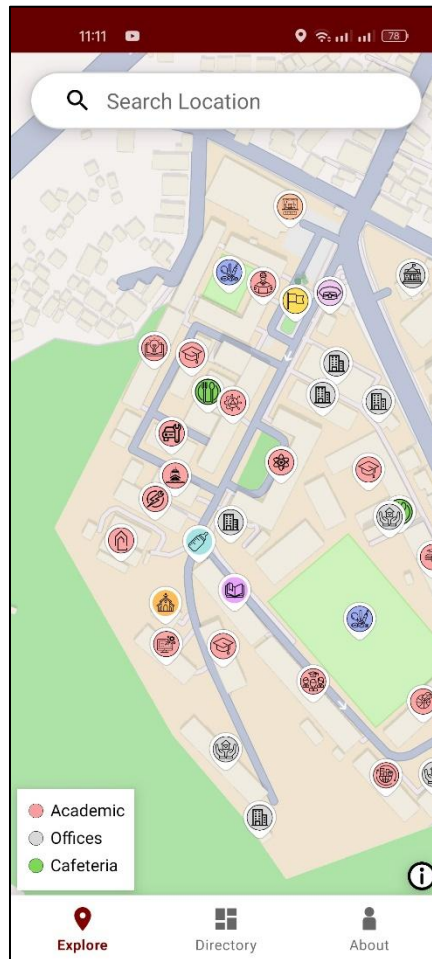 11:11
78
Search Location
Academic
Offices
Cafeteria
Explore
Directory
About